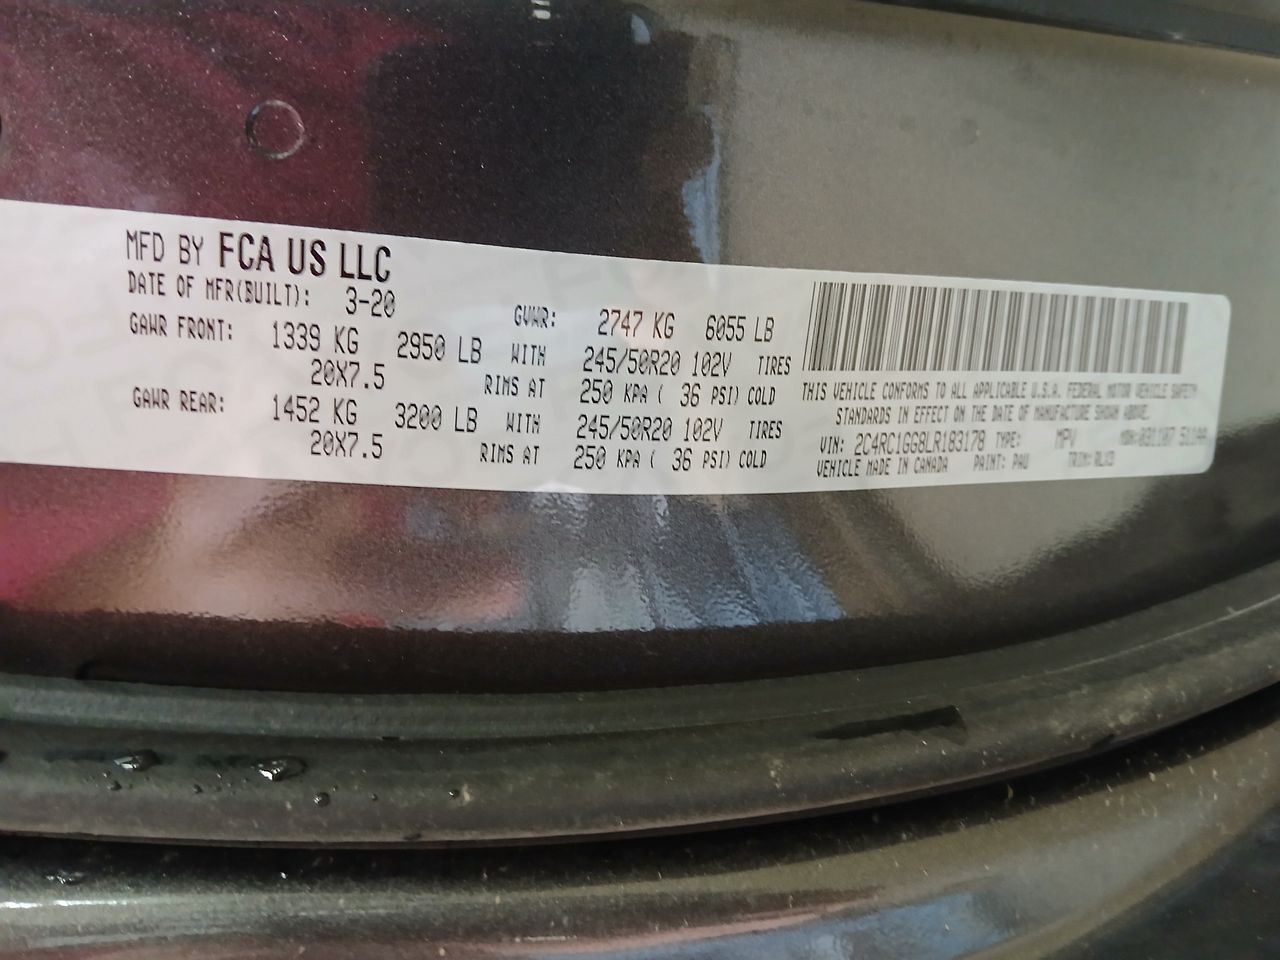 MFD BY FCA US LLC
DATE OF MFR(BUILT): 3-20 GVWR: 2747 KG 6055 LB
GAWR FRONT: 1339 KG 2950 LB WITH 245/50R20 102V TIRES
20X7.5 RIMS AT 250 KPA ( 36 PSI) COLD
GAWR REAR: 1452 KG 3200 LB WITH 245/50R20 102V TIRES
20X7.5 RIMS AT 250 KPA ( 36 PSI) COLD
THIS VEHICLE CONFORMS TO ALL APPLICABLE U.S.A. FEDERAL MOTOR VEHICLE SAFETY
STANDARDS IN EFFECT ON THE DATE OF MANUFACTURE SHOWN ABOVE.
VIN: 2C4RC1GG8LR183178 TYPE: MPV MDH:
VEHICLE MADE IN CANADA PAINT: PAU TRIM: